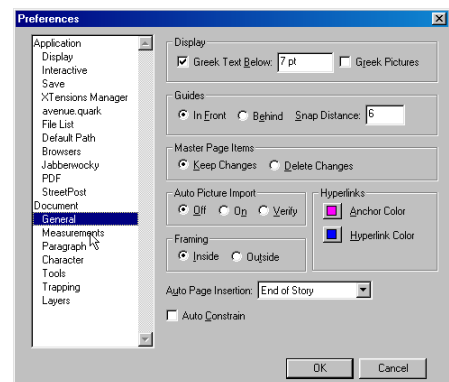 Preferences
Application
Display
Interactive
Save
XTensions Manager
avenue.quark
File List
Default Path
Browsers
Jabberwocky
PDF
StreetPost
Document
General
Measurements
Paragraph
Character
Tools
Trapping
Layers
Display
Greek Text Below: 7 pt Greek Pictures
Guides
In Front Behind Snap Distance: 6
Master Page Items
Keep Changes Delete Changes
Auto Picture Import
Off On Verify
Hyperlinks
Anchor Color
Hyperlink Color
Framing
Inside Outside
Auto Page Insertion: End of Story
Auto Constrain
OK Cancel